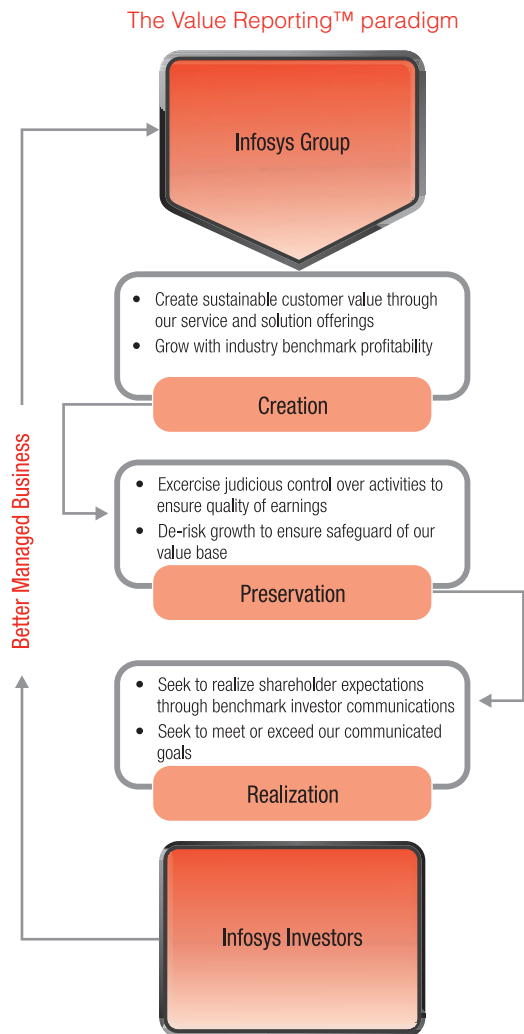 The Value Reporting™ paradigm
Infosys Group
• Create sustainable customer value through
our service and solution offerings
• Grow with industry benchmark profitability
Creation
• Excercise judicious control over activities to
ensure quality of earnings
• De-risk growth to ensure safeguard of our
value base
Preservation
Better Managed Business
• Seek to realize shareholder expectations
through benchmark investor communications
• Seek to meet or exceed our communicated
goals
Realization
Infosys Investors